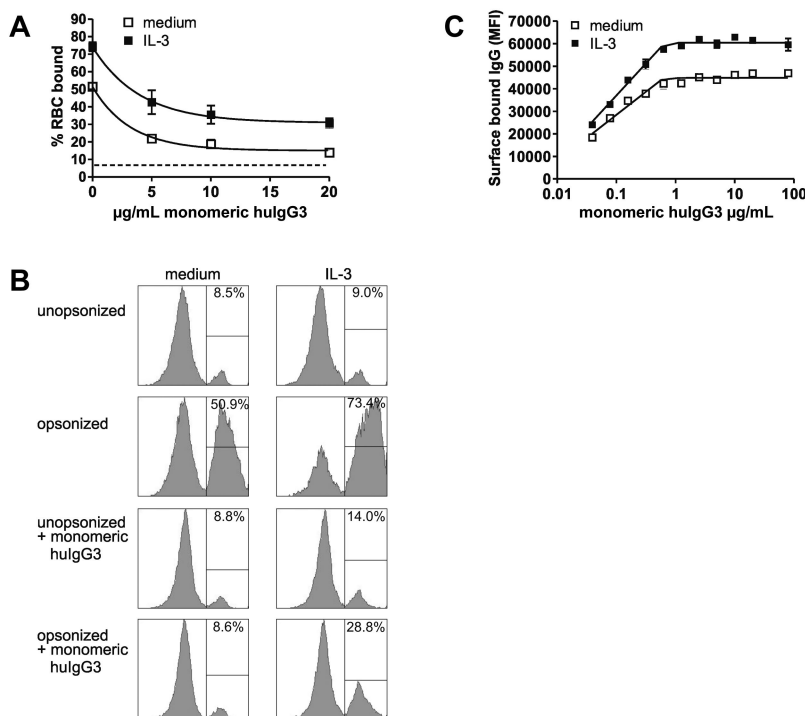 A
medium
IL-3
% RBC bound
90
80
70
60
50
40
30
20
10
0
0 5 10 15 20
µg/mL monomeric huIgG3
C
medium
IL-3
Surface bound IgG (MFI)
70000
60000
50000
40000
30000
20000
10000
0
0.01 0.1 1 10 100
monomeric huIgG3 µg/mL
B
medium IL-3
unopsonized
8.5% 9.0%
opsonized
50.9% 73.4%
unopsonized
+ monomeric
huIgG3
8.8% 14.0%
opsonized
+ monomeric
huIgG3
8.6% 28.8%